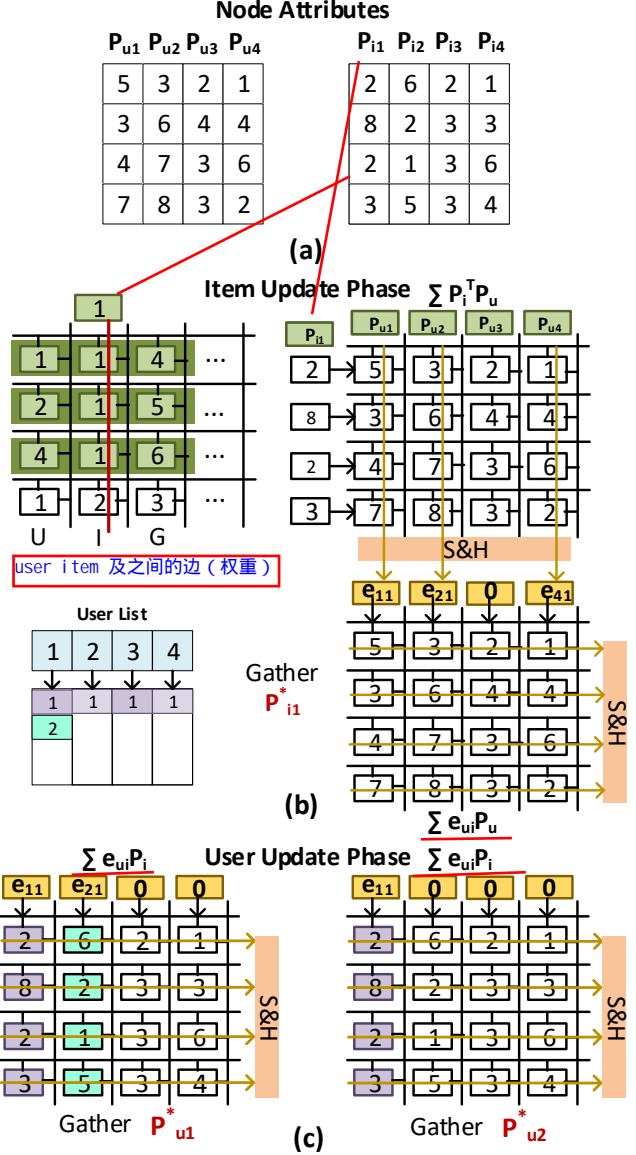 Node Attributes
Pu1 Pu2 Pu3 Pu4
Pi1 Pi2 Pi3 Pi4
5 3 2 1
2 6 2 1
3 6 4 4
8 2 3 3
4 7 3 6
2 1 3 6
7 8 3 2
3 5 3 4
(a)
Item Update Phase ∑ PiTPu
1
1 1 4 ...
2 1 5 ...
4 1 6 ...
1 2 3 ...
U I G
user item 及之间的边（权重）
Pi1 Pu1 Pu2 Pu3 Pu4
2 5 3 2 1
8 3 6 4 4
2 4 7 3 6
3 7 8 3 2
S&H
User List
1 2 3 4
1 1 1 1
2
Gather
P*i1
e11 e21 0 e41
5 3 2 1
3 6 4 4
4 7 3 6
7 8 3 2
S&H
(b)
∑ euiPu
∑ euiPi User Update Phase ∑ euiPi
e11 e21 0 0
2 6 2 1
8 2 3 3
2 1 3 6
3 5 3 4
S&H
Gather P*u1
e11 0 0 0
2 6 2 1
8 2 3 3
2 1 3 6
3 5 3 4
S&H
Gather P*u2
(c)